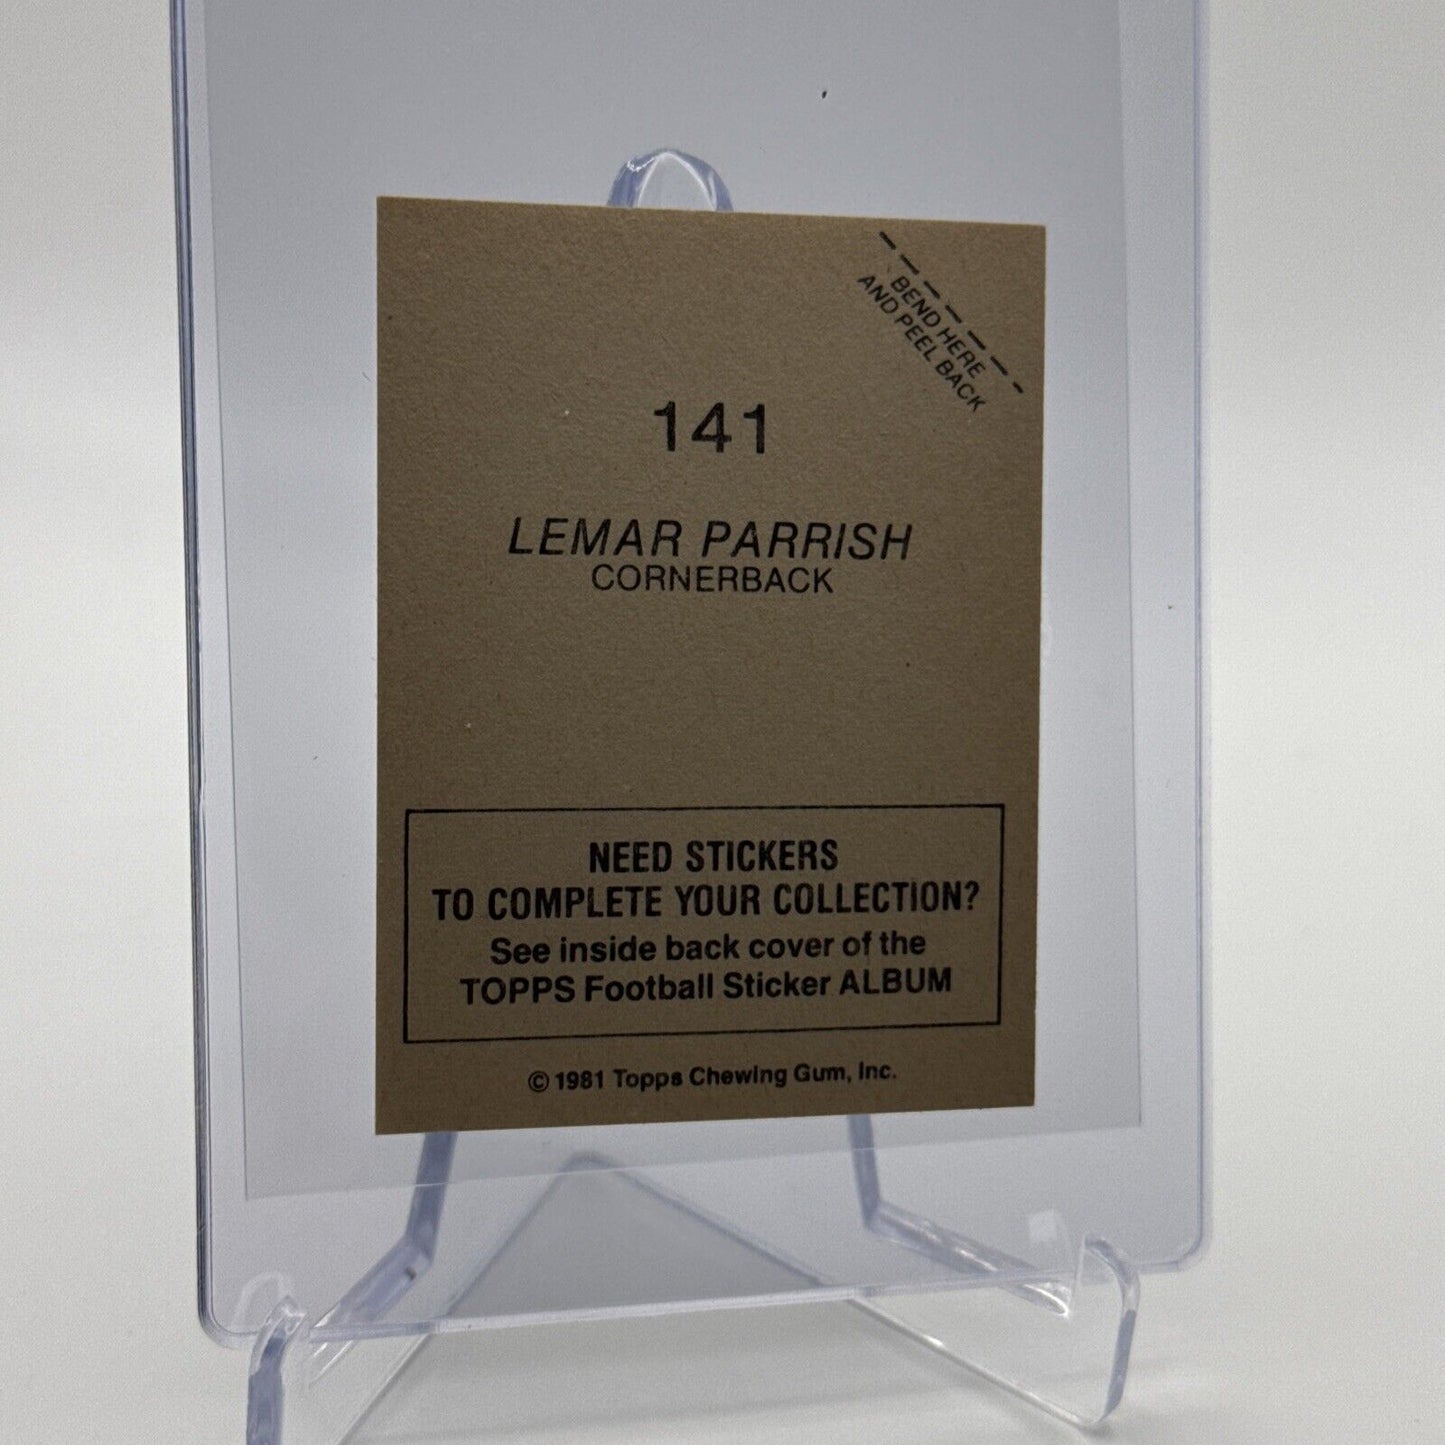 BEND HERE
AND PEEL BACK
141
LEMAR PARRISH
CORNERBACK
NEED STICKERS
TO COMPLETE YOUR COLLECTION?
See inside back cover of the
TOPPS Football Sticker ALBUM
© 1981 Topps Chewing Gum, Inc.